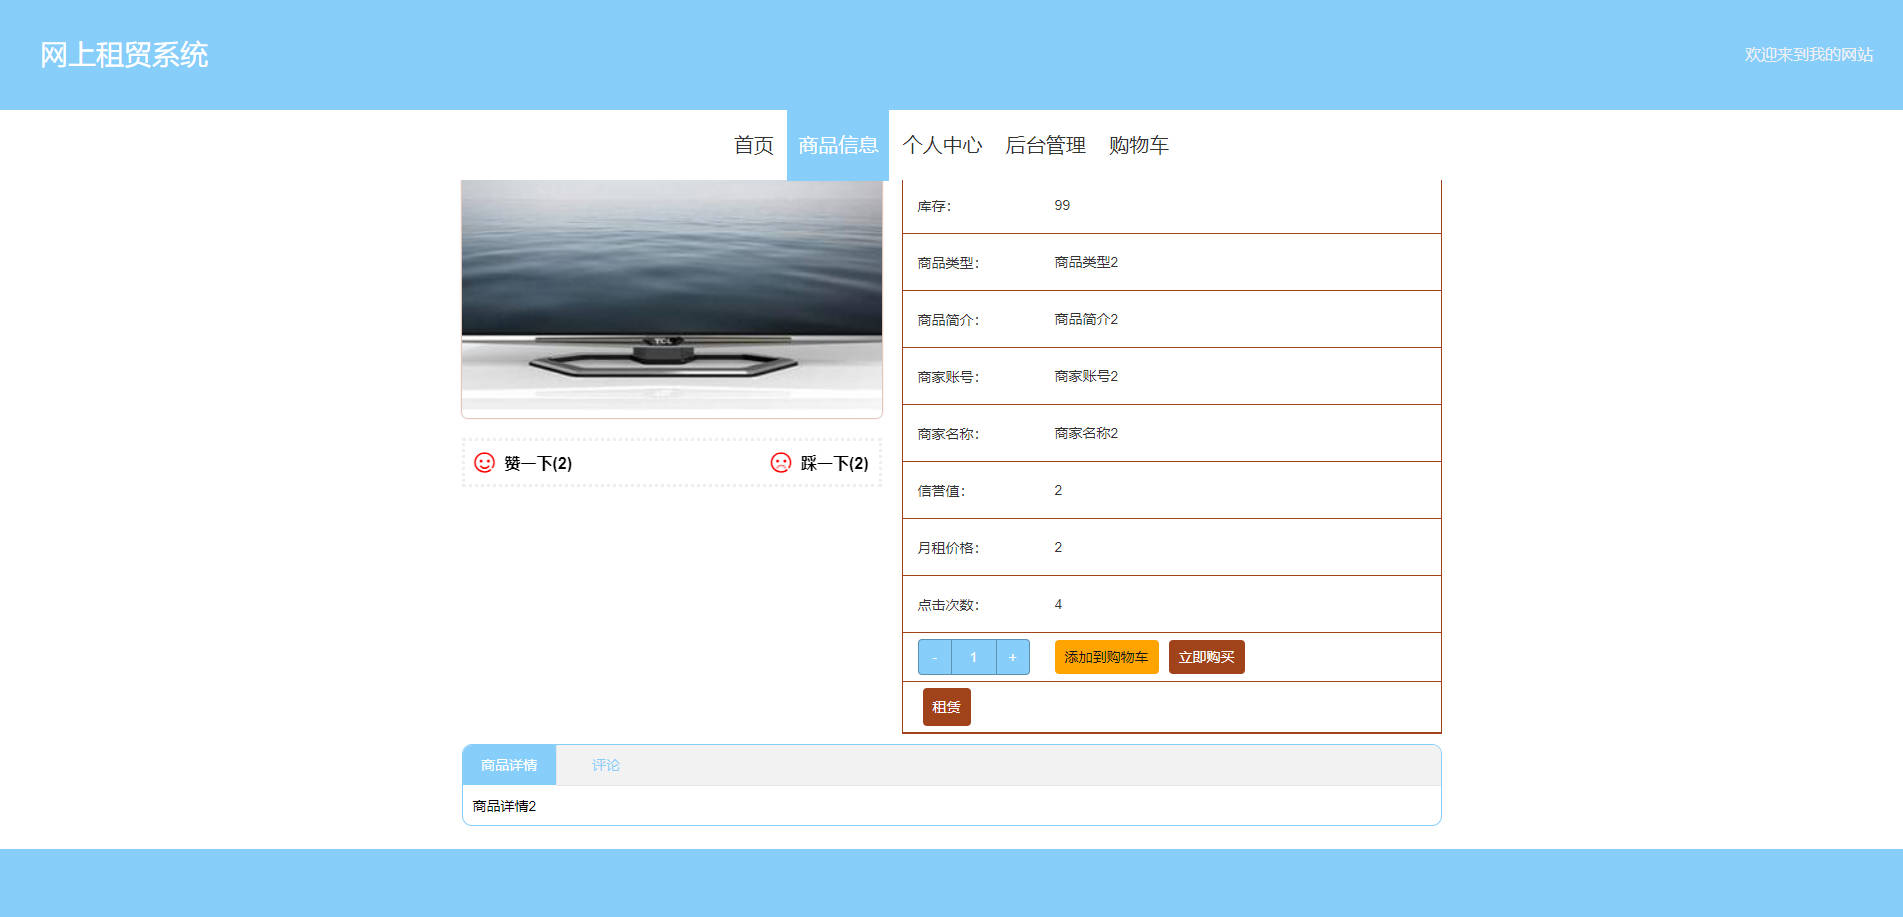 网上租贸系统
欢迎来到我的网站
首页 商品信息 个人中心 后台管理 购物车
库存： 99
商品类型： 商品类型2
商品简介： 商品简介2
商家账号： 商家账号2
商家名称： 商家名称2
信誉值： 2
月租价格： 2
点击次数： 4
- 1 + 添加到购物车 立即购买
租赁
TCL
赞一下(2) 踩一下(2)
商品详情 评论
商品详情2